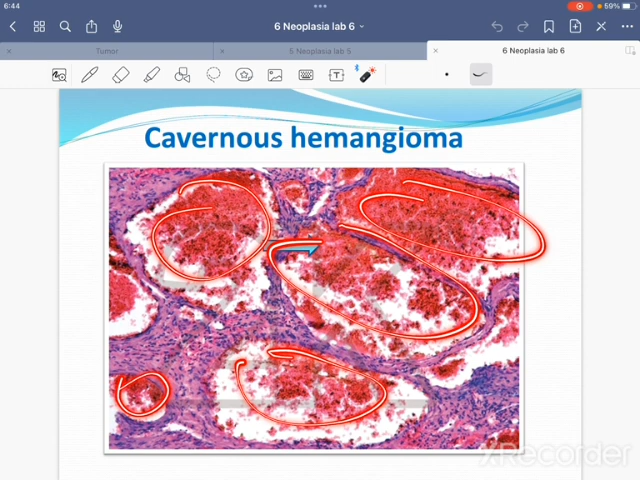 6:44
59%
6 Neoplasia lab 6
Tumor
5 Neoplasia lab 5
6 Neoplasia lab 6
T
Cavernous hemangioma
XRecorder